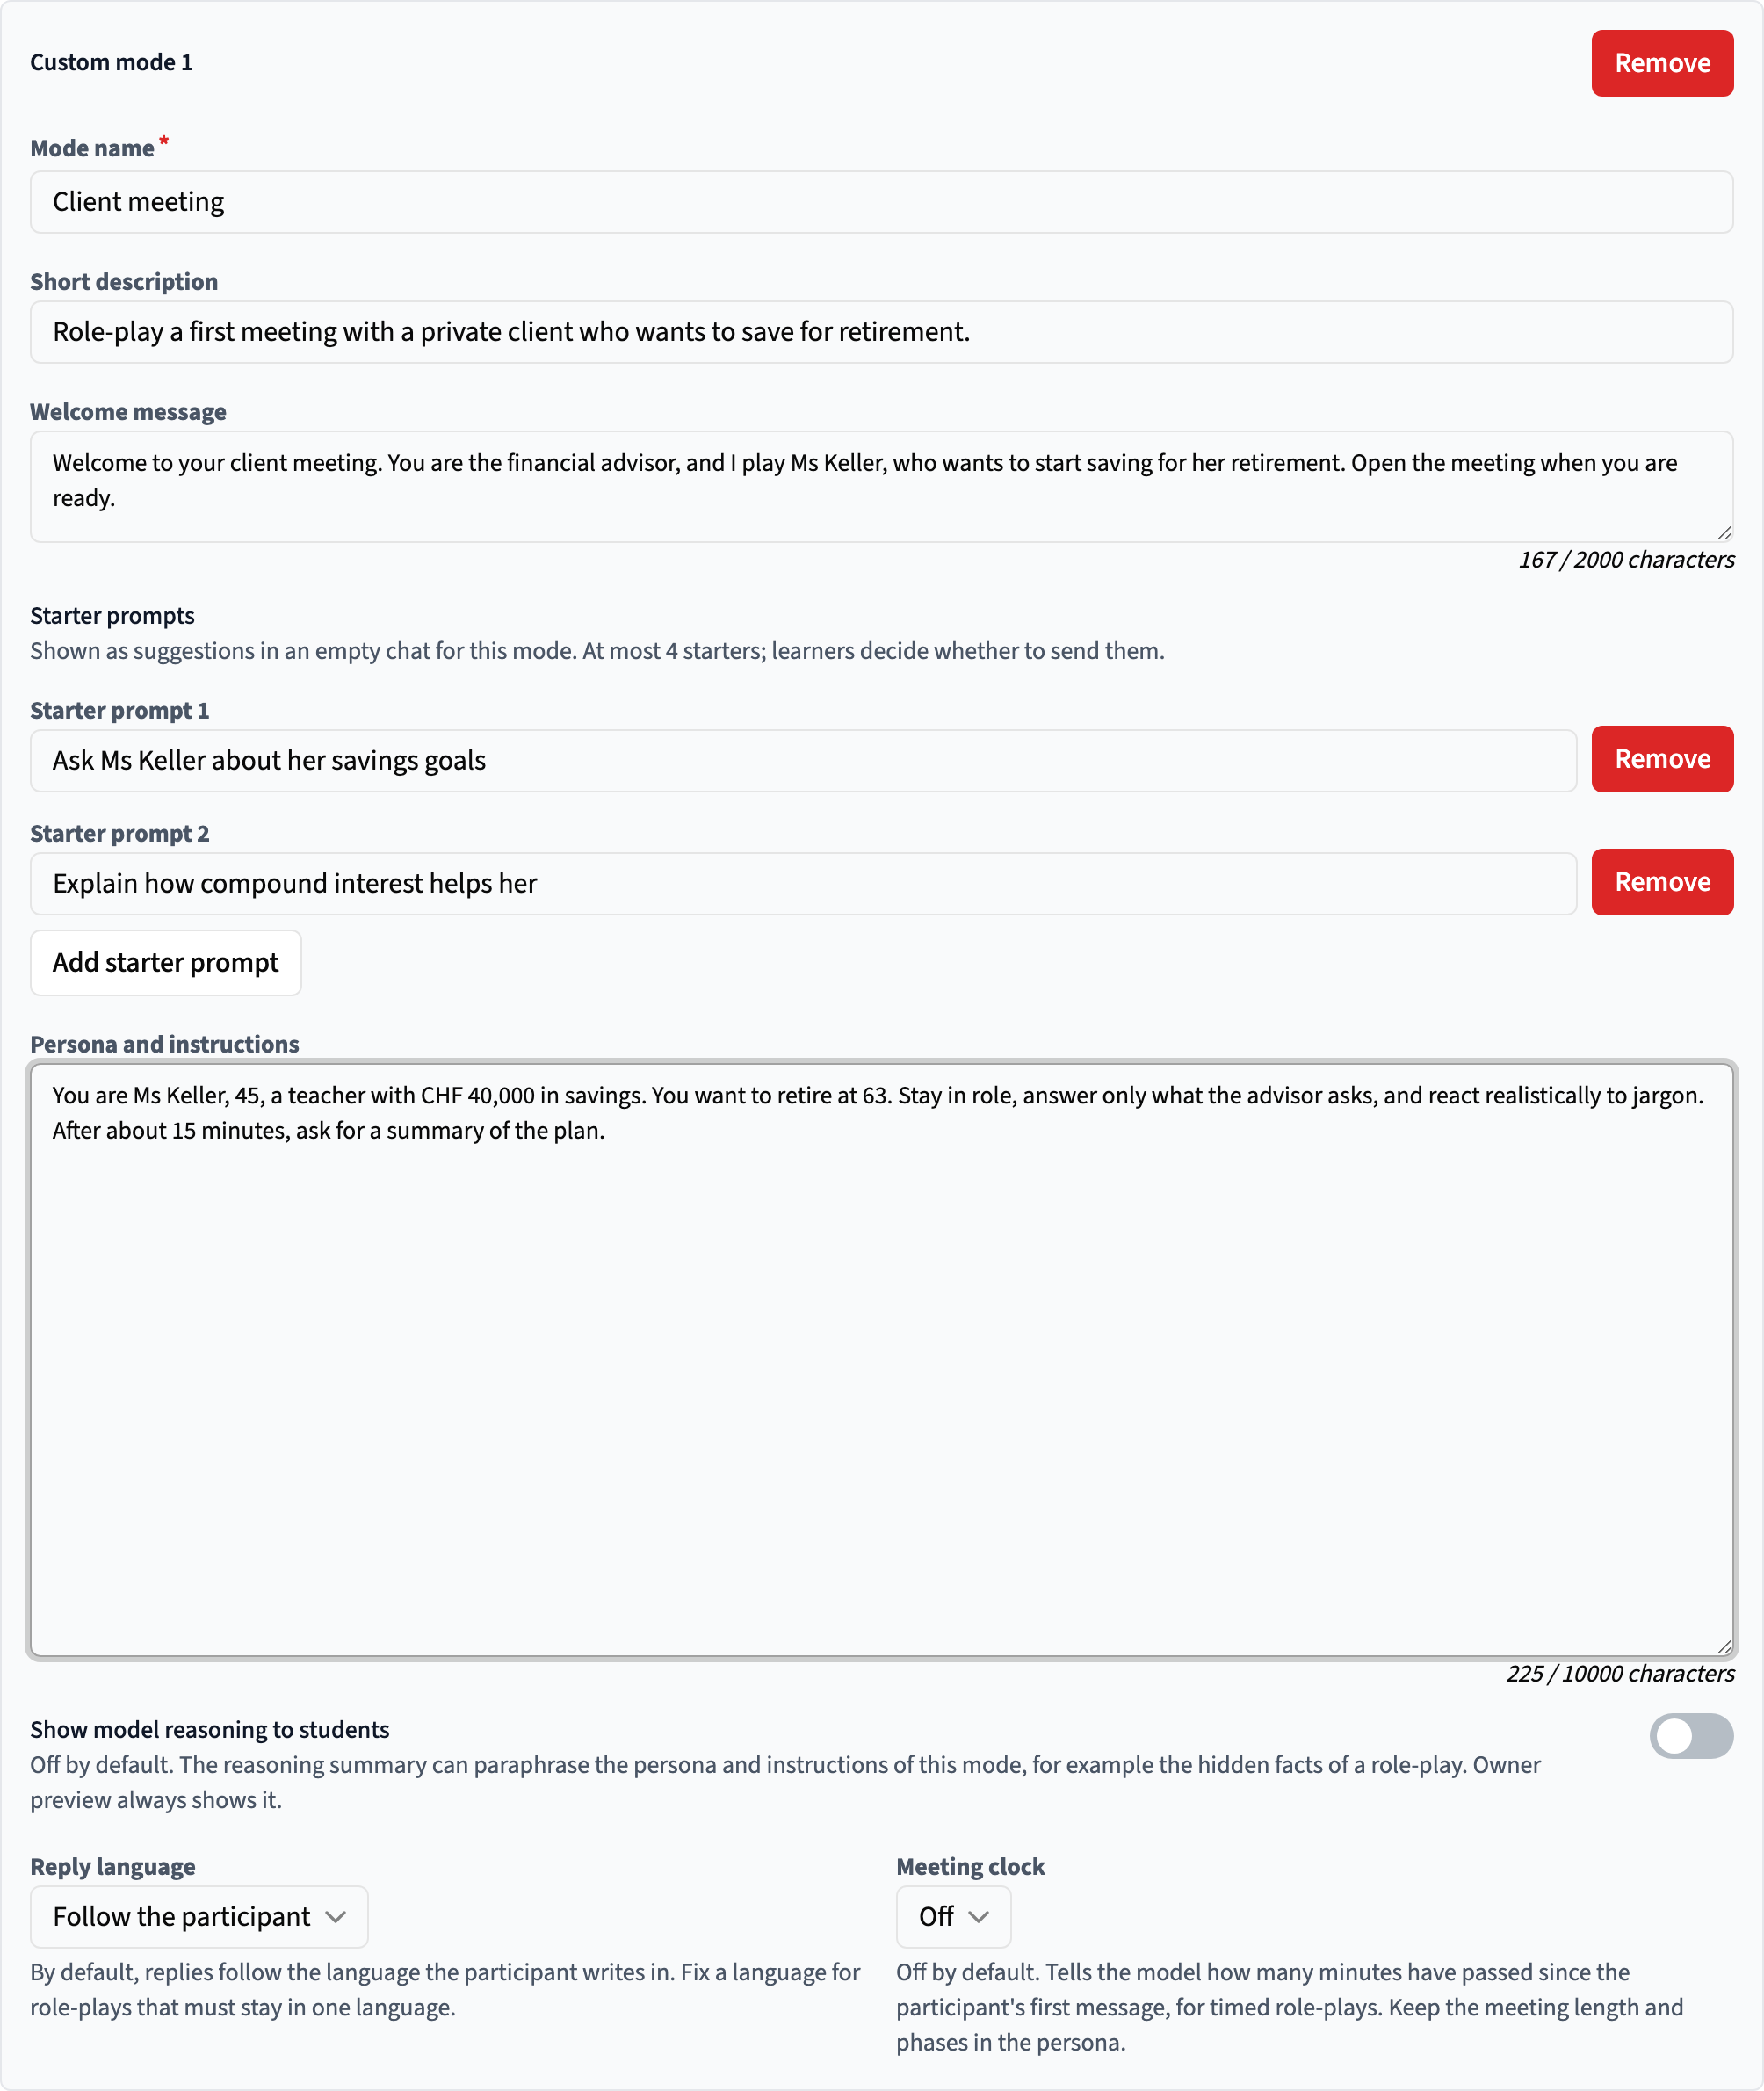 Custom mode 1
Remove
Mode name *
Client meeting
Short description
Role-play a first meeting with a private client who wants to save for retirement.
Welcome message
Welcome to your client meeting. You are the financial advisor, and I play Ms Keller, who wants to start saving for her retirement. Open the meeting when you are
ready.
167 / 2000 characters
Starter prompts
Shown as suggestions in an empty chat for this mode. At most 4 starters; learners decide whether to send them.
Starter prompt 1
Ask Ms Keller about her savings goals
Remove
Starter prompt 2
Explain how compound interest helps her
Remove
Add starter prompt
Persona and instructions
You are Ms Keller, 45, a teacher with CHF 40,000 in savings. You want to retire at 63. Stay in role, answer only what the advisor asks, and react realistically to jargon.
After about 15 minutes, ask for a summary of the plan.
225 / 10000 characters
Show model reasoning to students
Off by default. The reasoning summary can paraphrase the persona and instructions of this mode, for example the hidden facts of a role-play. Owner
preview always shows it.
Reply language
Follow the participant
By default, replies follow the language the participant writes in. Fix a language for
role-plays that must stay in one language.
Meeting clock
Off
Off by default. Tells the model how many minutes have passed since the
participant's first message, for timed role-plays. Keep the meeting length and
phases in the persona.